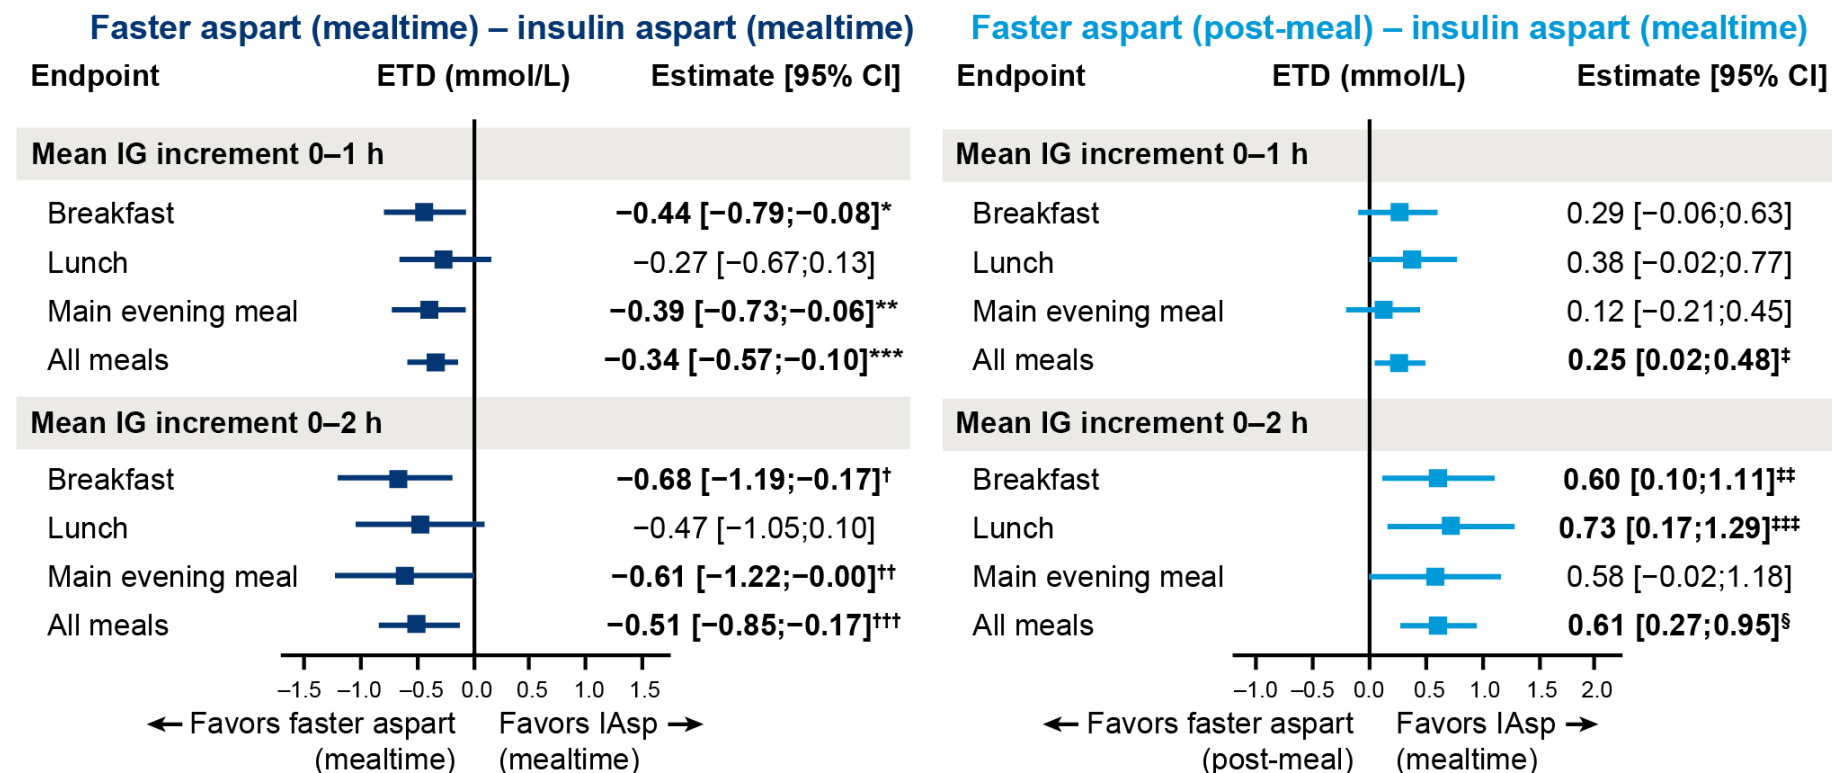 Faster aspart (mealtime) – insulin aspart (mealtime)
Endpoint ETD (mmol/L) Estimate [95% CI]
Mean IG increment 0–1 h
Breakfast −0.44 [−0.79;−0.08]*
Lunch −0.27 [−0.67;0.13]
Main evening meal −0.39 [−0.73;−0.06]**
All meals −0.34 [−0.57;−0.10]***
Mean IG increment 0–2 h
Breakfast −0.68 [−1.19;−0.17]†
Lunch −0.47 [−1.05;0.10]
Main evening meal −0.61 [−1.22;−0.00]††
All meals −0.51 [−0.85;−0.17]†††
–1.5 –1.0 –0.5 0.0 0.5 1.0 1.5
← Favors faster aspart Favors IAsp →
(mealtime) (mealtime)
Faster aspart (post-meal) – insulin aspart (mealtime)
Endpoint ETD (mmol/L) Estimate [95% CI]
Mean IG increment 0–1 h
Breakfast 0.29 [−0.06;0.63]
Lunch 0.38 [−0.02;0.77]
Main evening meal 0.12 [−0.21;0.45]
All meals 0.25 [0.02;0.48]‡
Mean IG increment 0–2 h
Breakfast 0.60 [0.10;1.11]‡‡
Lunch 0.73 [0.17;1.29]‡‡‡
Main evening meal 0.58 [−0.02;1.18]
All meals 0.61 [0.27;0.95]§
–1.0 –0.5 0.0 0.5 1.0 1.5 2.0
← Favors faster aspart Favors IAsp →
(post-meal) (mealtime)